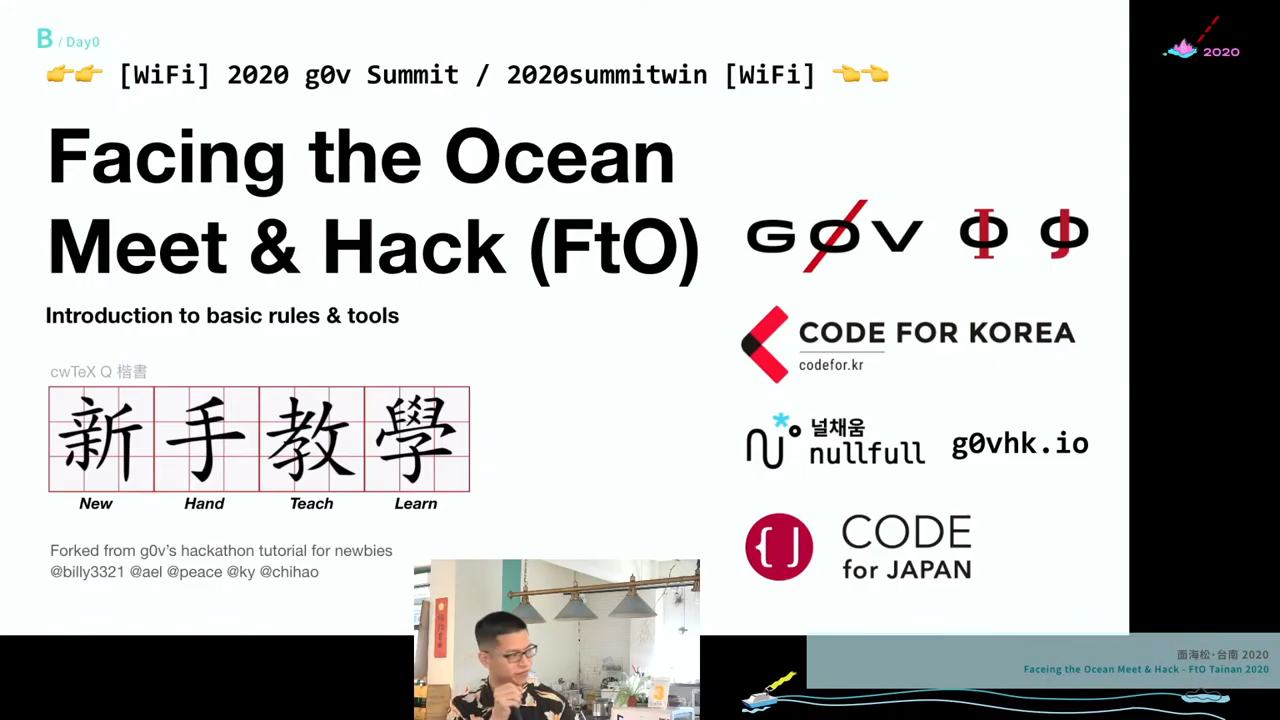 B / Day0
👉👉 [WiFi] 2020 g0v Summit / 2020summitwin [WiFi] 👈👈
Facing the Ocean
Meet & Hack (FtO)
Introduction to basic rules & tools
cwTeX Q 楷書
新手教學
New Hand Teach Learn
Forked from g0v's hackathon tutorial for newbies
@billy3321 @ael @peace @ky @chihao
G0V
CODE FOR KOREA
codefor.kr
널채움
nullfull
g0vhk.io
CODE
for JAPAN
2020
面海松·台南 2020
Faceing the Ocean Meet & Hack - FtO Tainan 2020